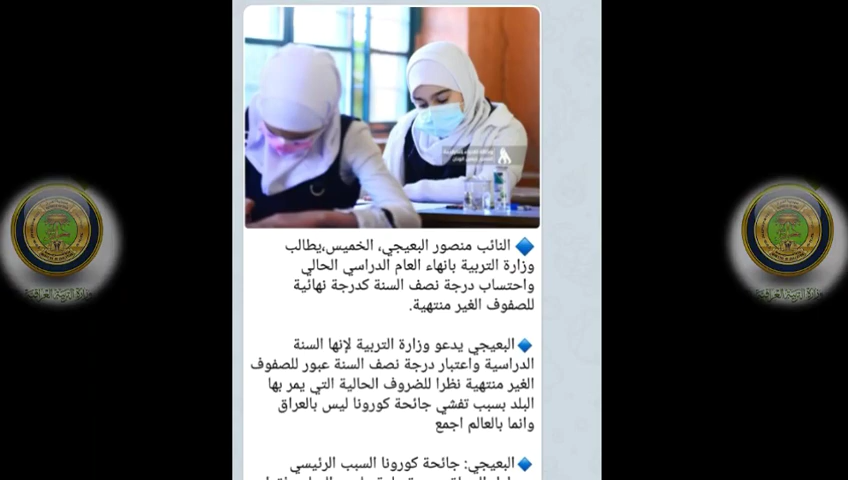 النائب منصور البعيجي، الخميس،يطالب
وزارة التربية بانهاء العام الدراسي الحالي
واحتساب درجة نصف السنة كدرجة نهائية
للصفوف الغير منتهية.
البعيجي يدعو وزارة التربية لإنها السنة
الدراسية واعتبار درجة نصف السنة عبور للصفوف
الغير منتهية نظرا للضروف الحالية التي يمر بها
البلد بسبب تفشي جائحة كورونا ليس بالعراق
وانما بالعالم اجمع
البعيجي: جائحة كورونا السبب الرئيسي